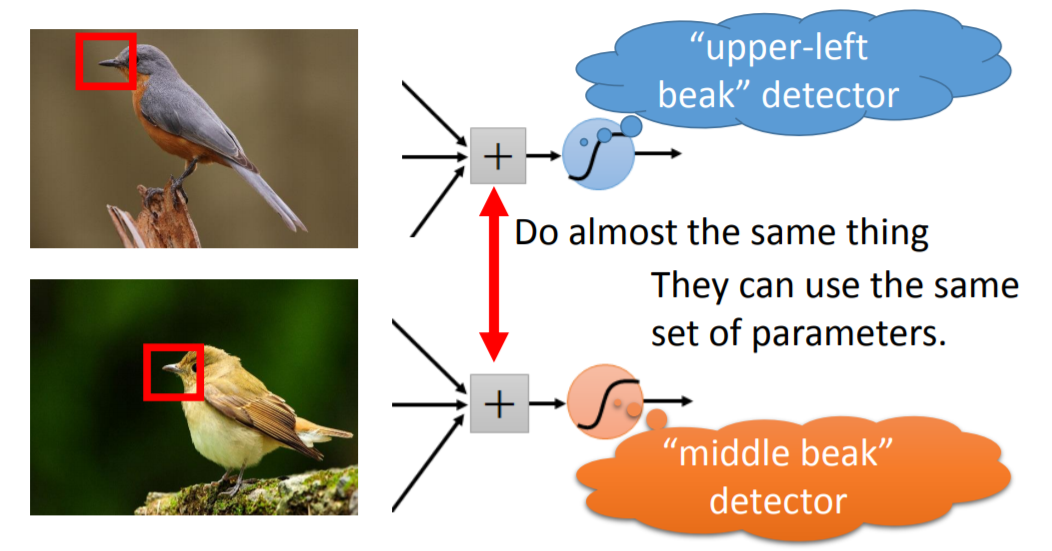 “upper-left
beak” detector
+
Do almost the same thing
They can use the same
set of parameters.
+
“middle beak”
detector